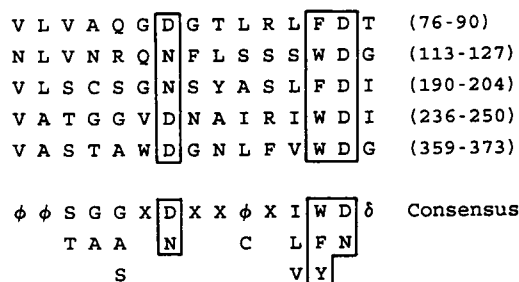 V L V A Q G D G T L R L F D T (76-90)
N L V N R Q N F L S S S W D G (113-127)
V L S C S G N S Y A S L F D I (190-204)
V A T G G V D N A I R I W D I (236-250)
V A S T A W D G N L F V W D G (359-373)
ϕ ϕ S G G X D X X ϕ X I W D δ Consensus
T A A N C L F N
S V Y